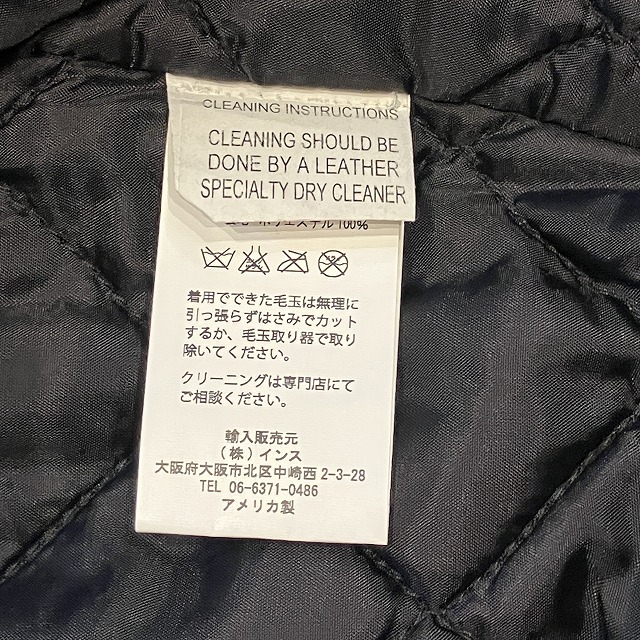 CLEANING INSTRUCTIONS
CLEANING SHOULD BE
DONE BY A LEATHER
SPECIALTY DRY CLEANER
ポリエステル 100%
着用でできた毛玉は無理に
引っ張らずはさみでカット
するか、毛玉取り器で取り
除いてください。
クリーニングは専門店にて
ご相談ください。
輸入販売元
（株）インス
大阪府大阪市北区中崎西2-3-28
TEL 06-6371-0486
アメリカ製